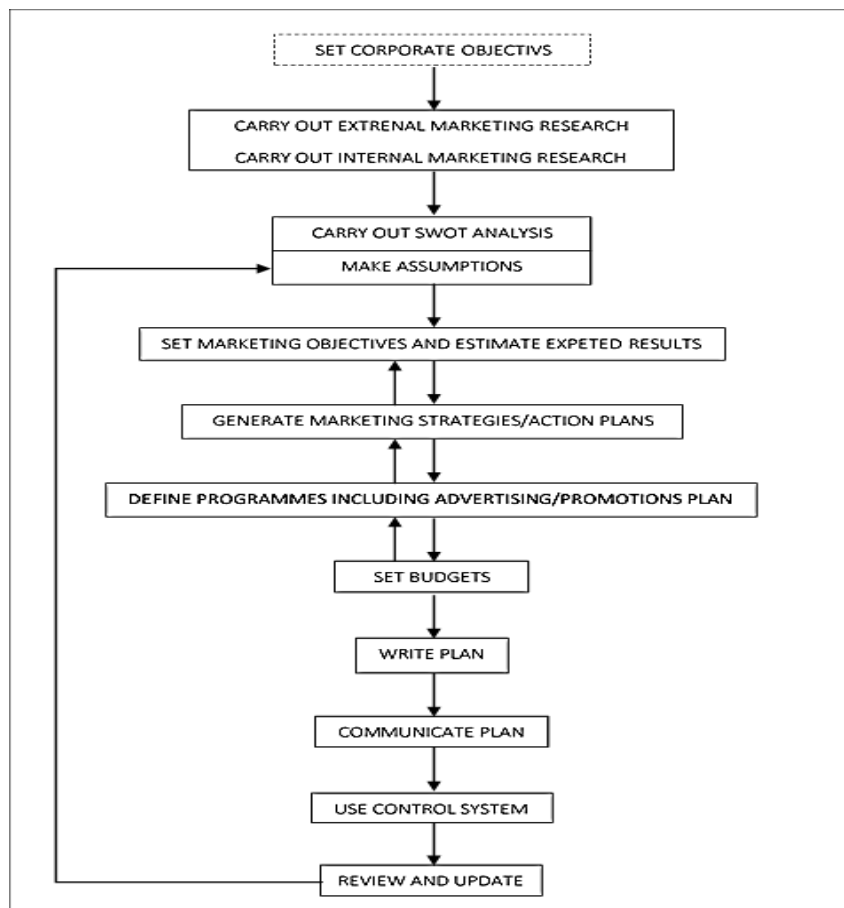 SET CORPORATE OBJECTIVS
CARRY OUT EXTRENAL MARKETING RESEARCH
CARRY OUT INTERNAL MARKETING RESEARCH
CARRY OUT SWOT ANALYSIS
MAKE ASSUMPTIONS
SET MARKETING OBJECTIVES AND ESTIMATE EXPETED RESULTS
GENERATE MARKETING STRATEGIES/ACTION PLANS
DEFINE PROGRAMMES INCLUDING ADVERTISING/PROMOTIONS PLAN
SET BUDGETS
WRITE PLAN
COMMUNICATE PLAN
USE CONTROL SYSTEM
REVIEW AND UPDATE